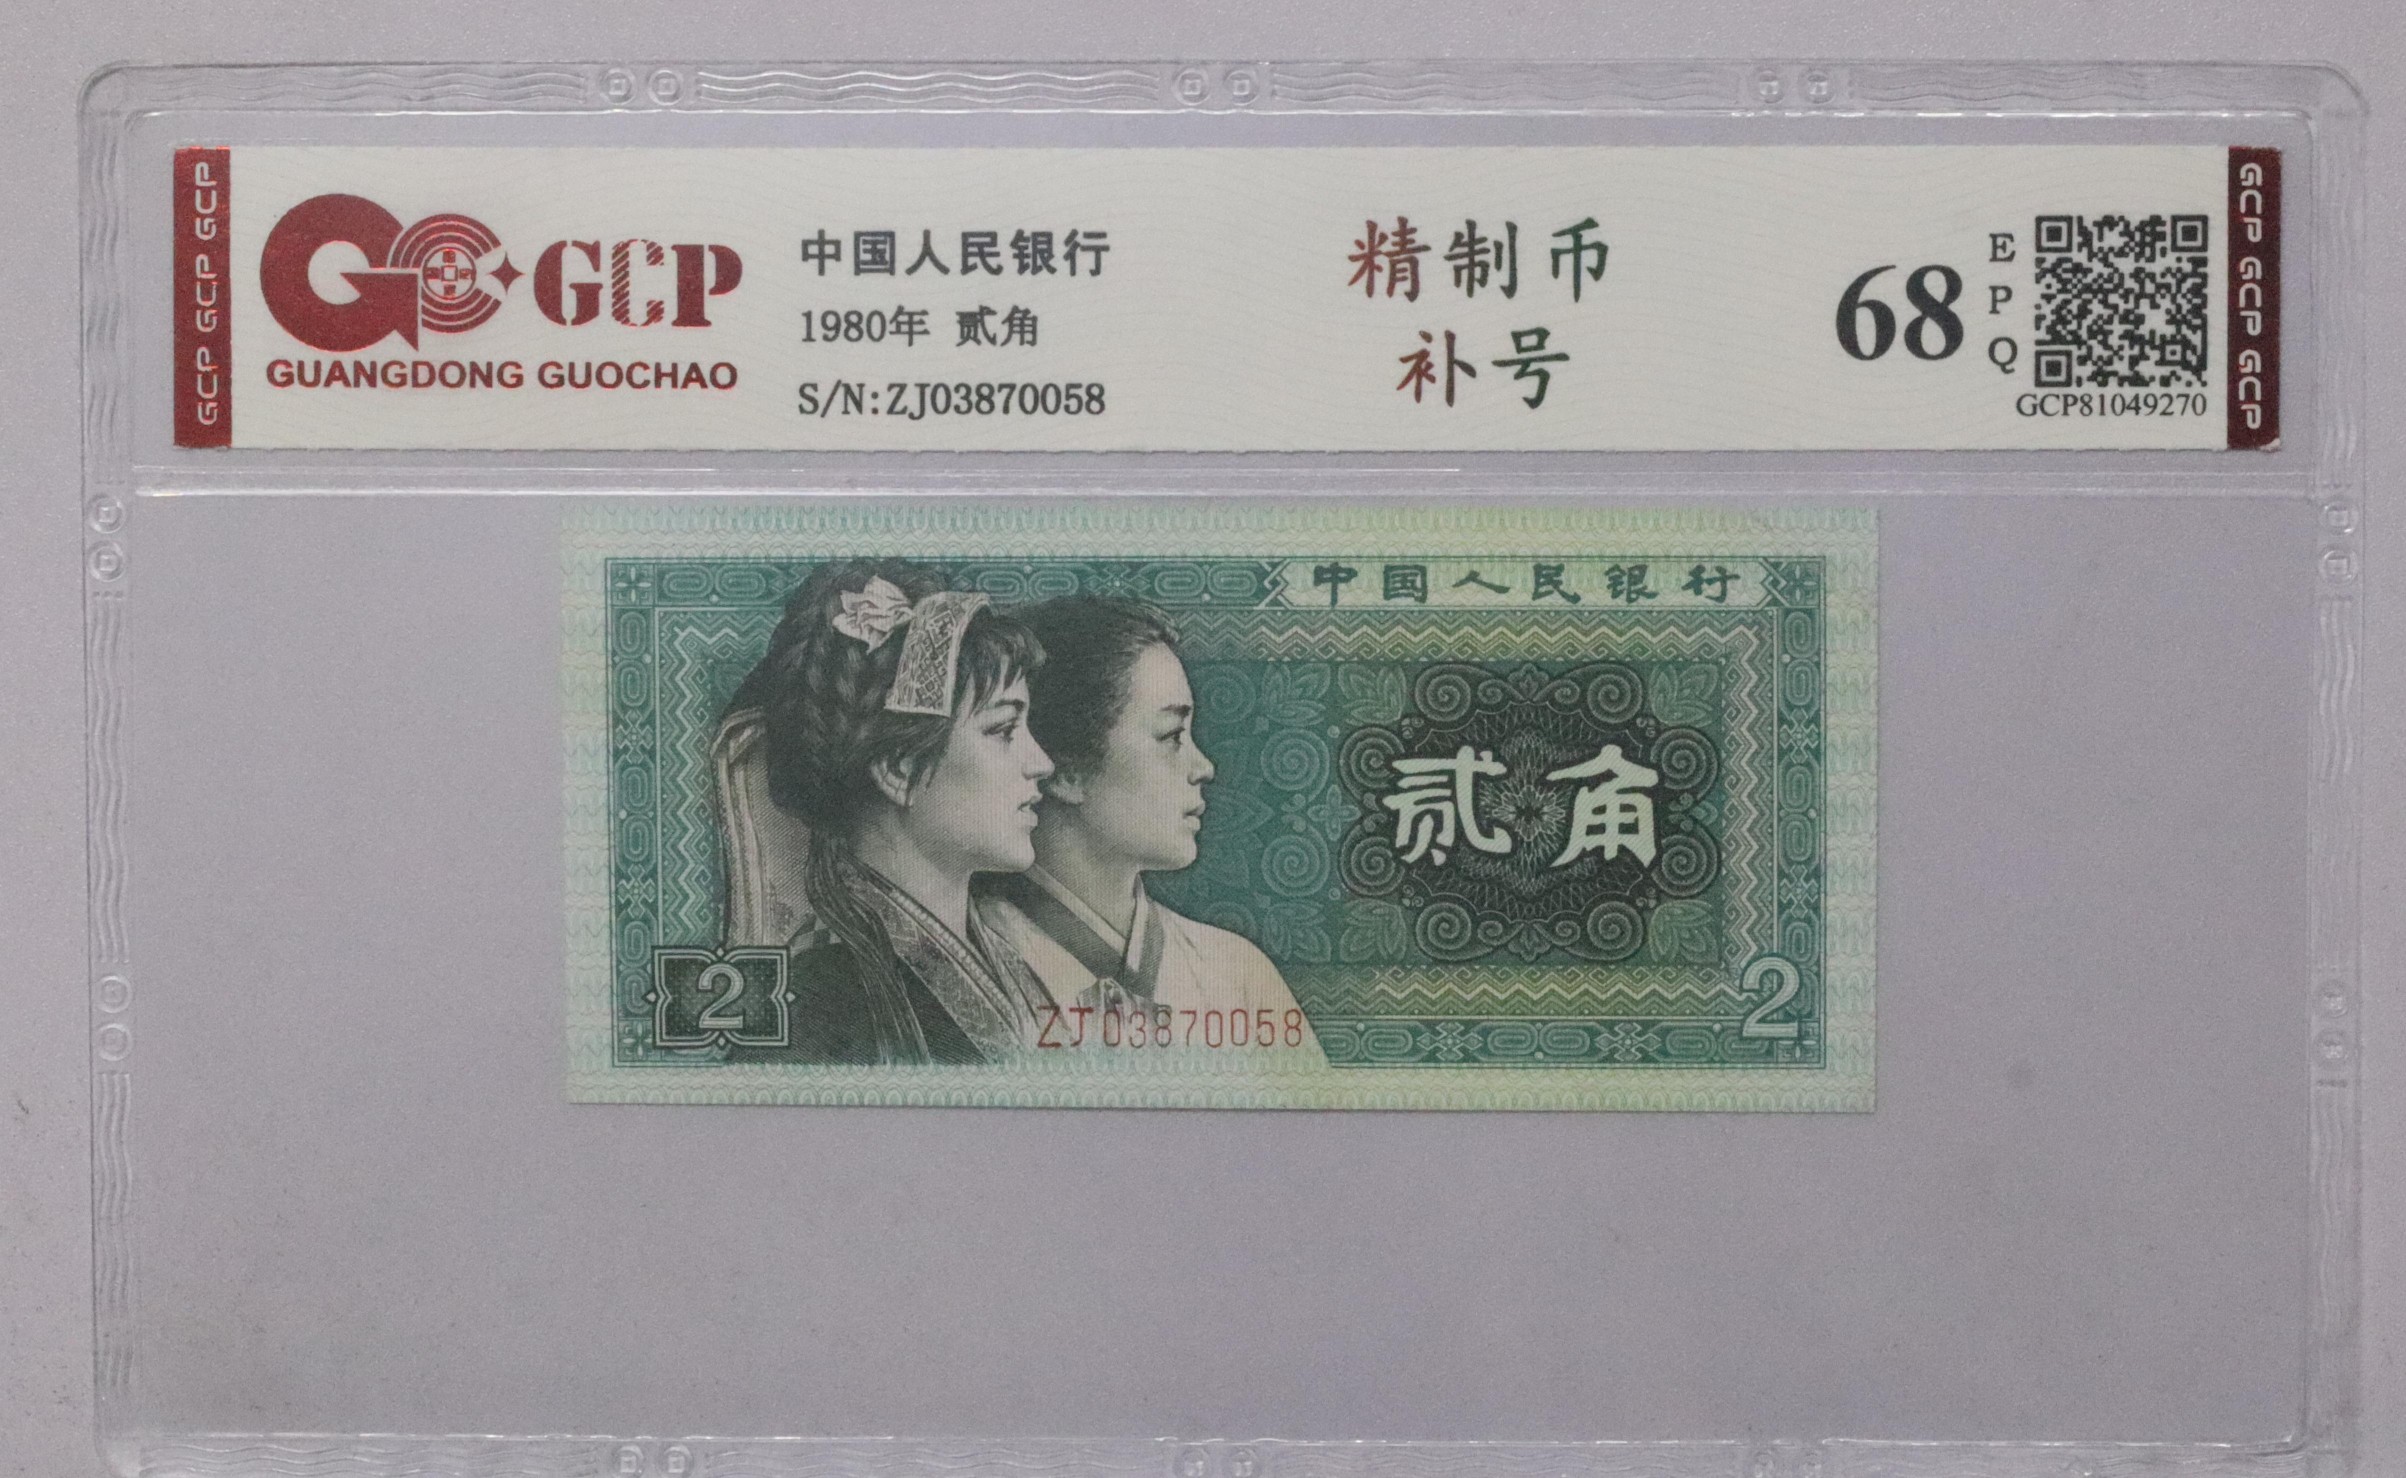 GCP GCP GCP
GCP
GUANGDONG GUOCHAO
中国人民银行
1980年 贰角
S/N:ZJ03870058
精制币
补号
68
EPQ
GCP81049270
GCP GCP GCP
中国人民银行
贰角
2
ZJ03870058
2